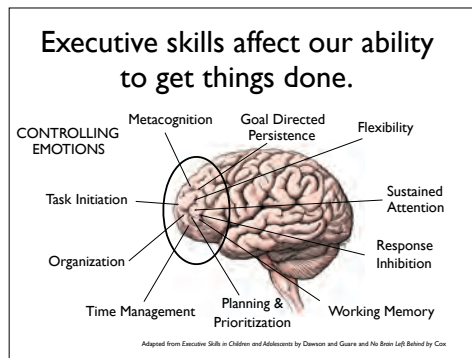 Executive skills affect our ability
to get things done.
Metacognition
Goal Directed
Persistence
Flexibility
CONTROLLING
EMOTIONS
Task Initiation
Sustained
Attention
Organization
Response
Inhibition
Time Management
Planning &
Prioritization
Working Memory
Adapted from Executive Skills in Children and Adolescents by Dawson and Guare and No Brain Left Behind by Cox